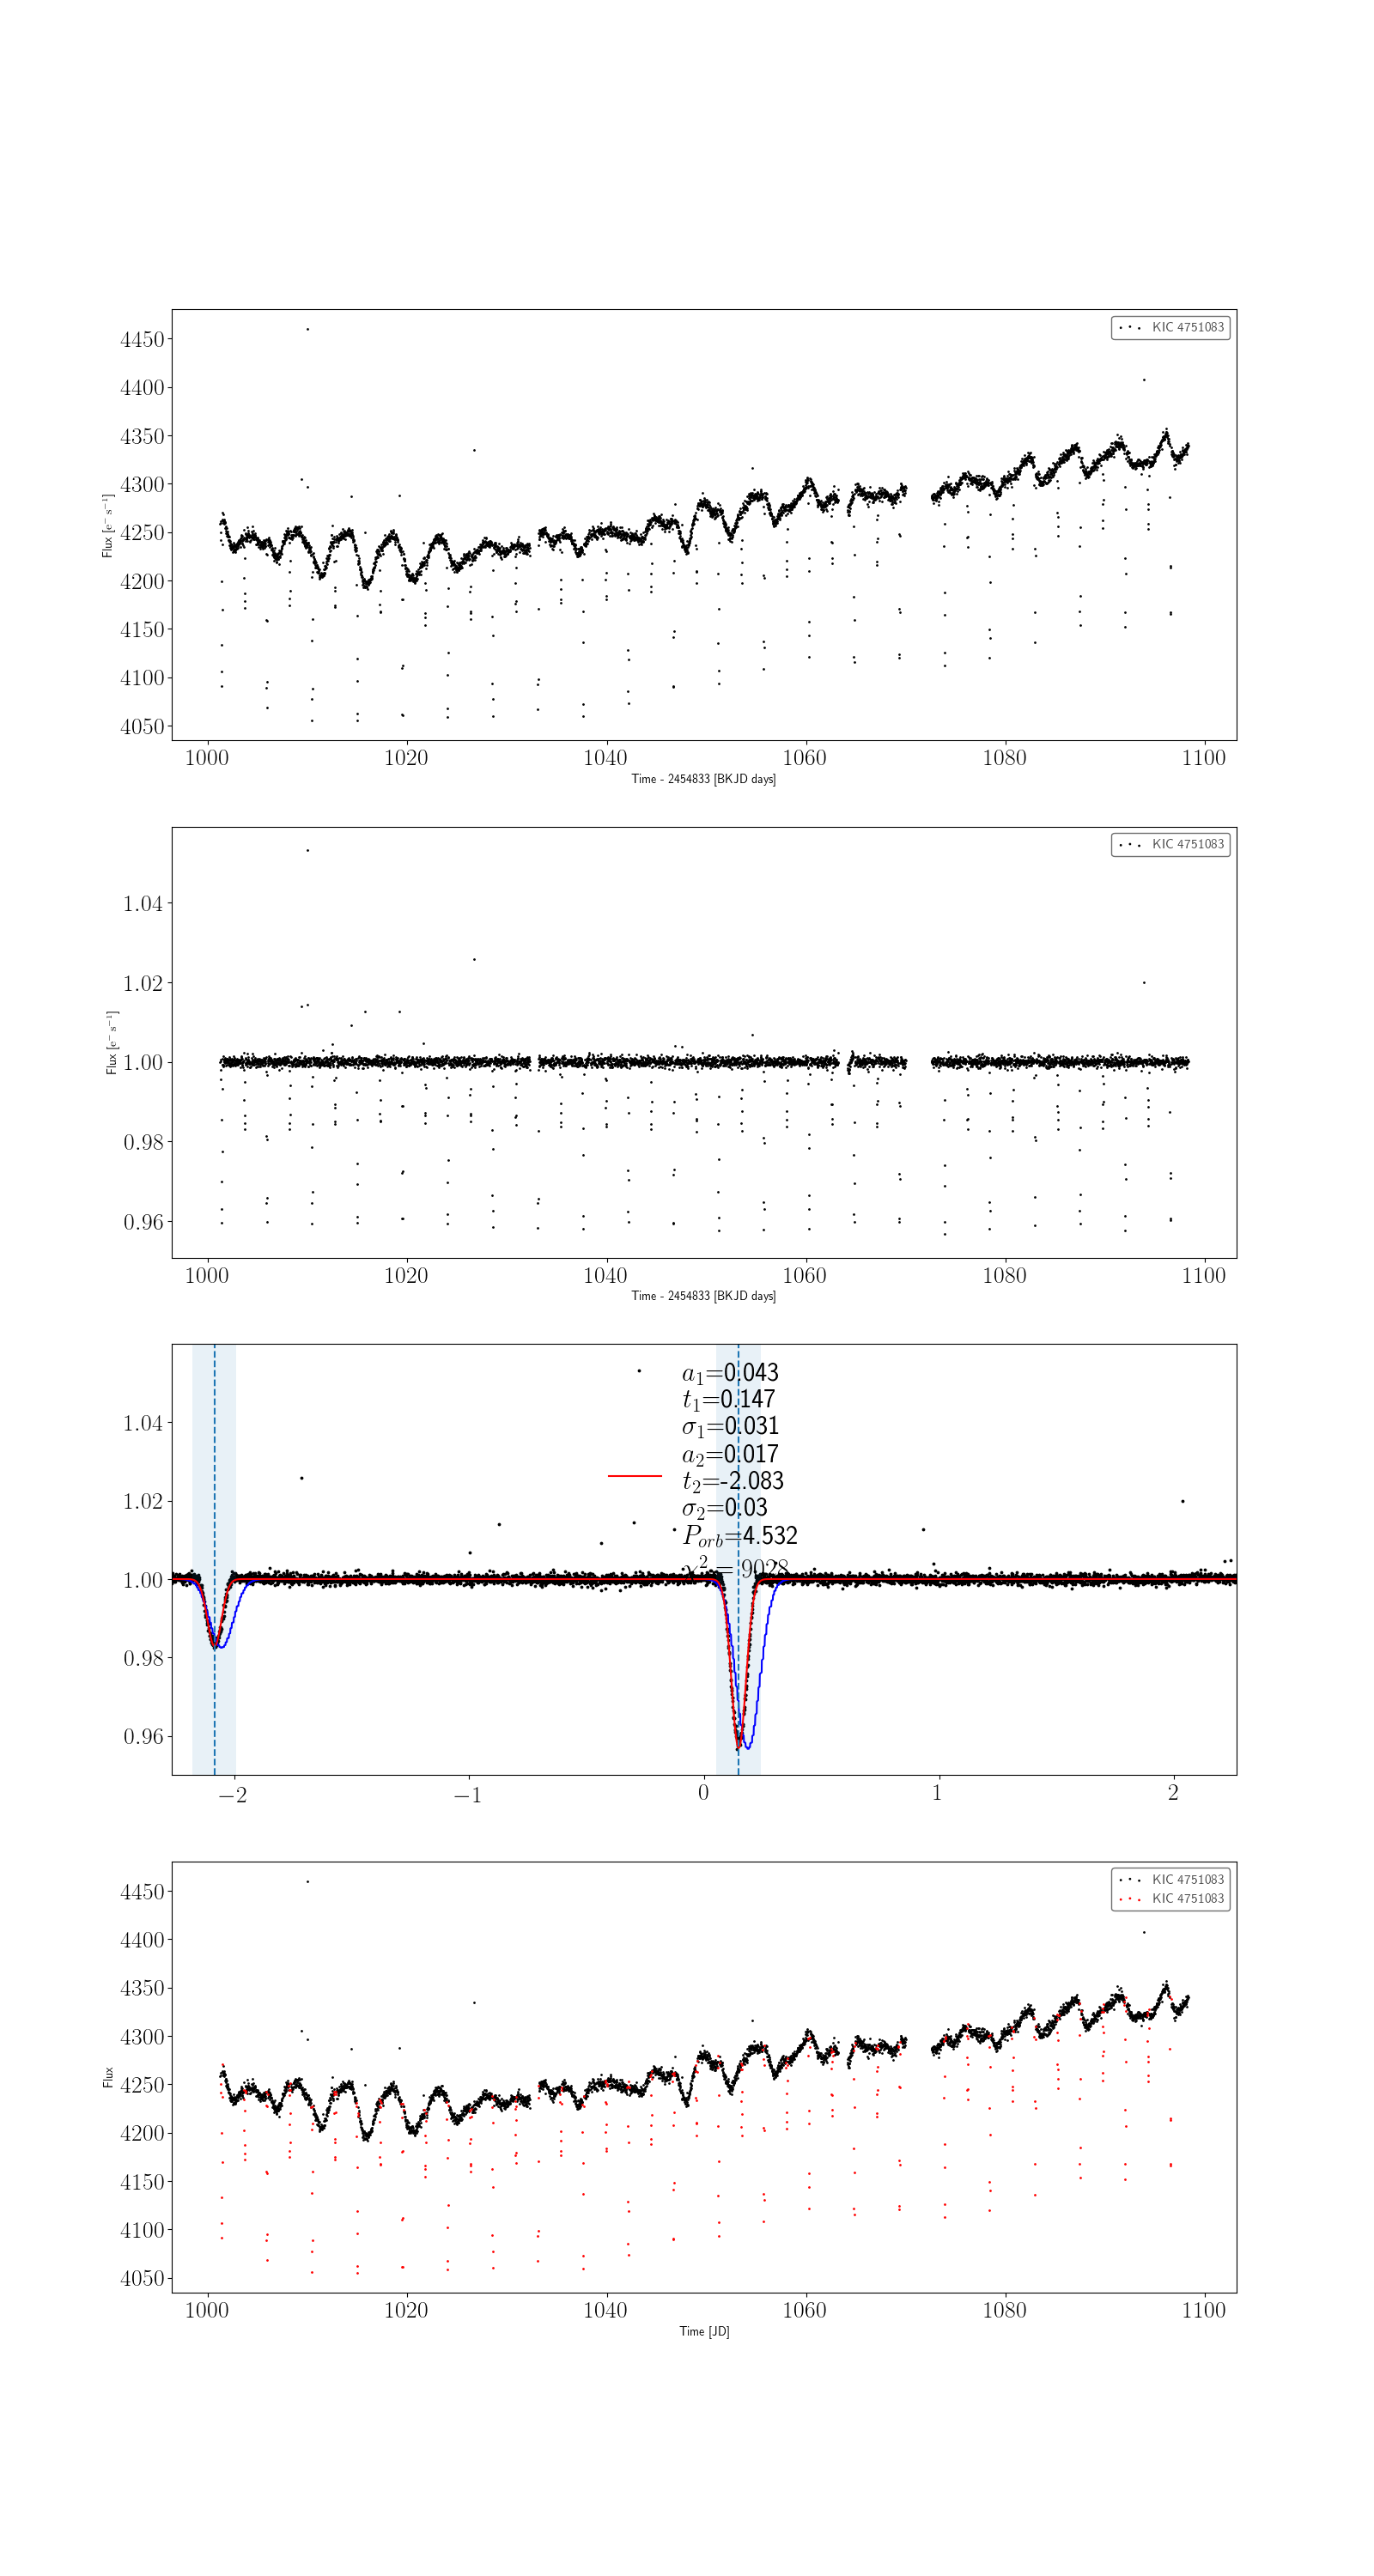 KIC 4751083
4450
4400
4350
4300
4250
4200
4150
4100
4050
Flux [e⁻ s⁻¹]
1000 1020 1040 1060 1080 1100
Time - 2454833 [BKJD days]
KIC 4751083
1.04
1.02
1.00
0.98
0.96
Flux [e⁻ s⁻¹]
1000 1020 1040 1060 1080 1100
Time - 2454833 [BKJD days]
a₁=0.043
t₁=0.147
σ₁=0.031
a₂=0.017
t₂=-2.083
σ₂=0.03
P_orb=4.532
χ² = 9028
1.04
1.02
1.00
0.98
0.96
−2 −1 0 1 2
KIC 4751083
KIC 4751083
4450
4400
4350
4300
4250
4200
4150
4100
4050
Flux
1000 1020 1040 1060 1080 1100
Time [JD]